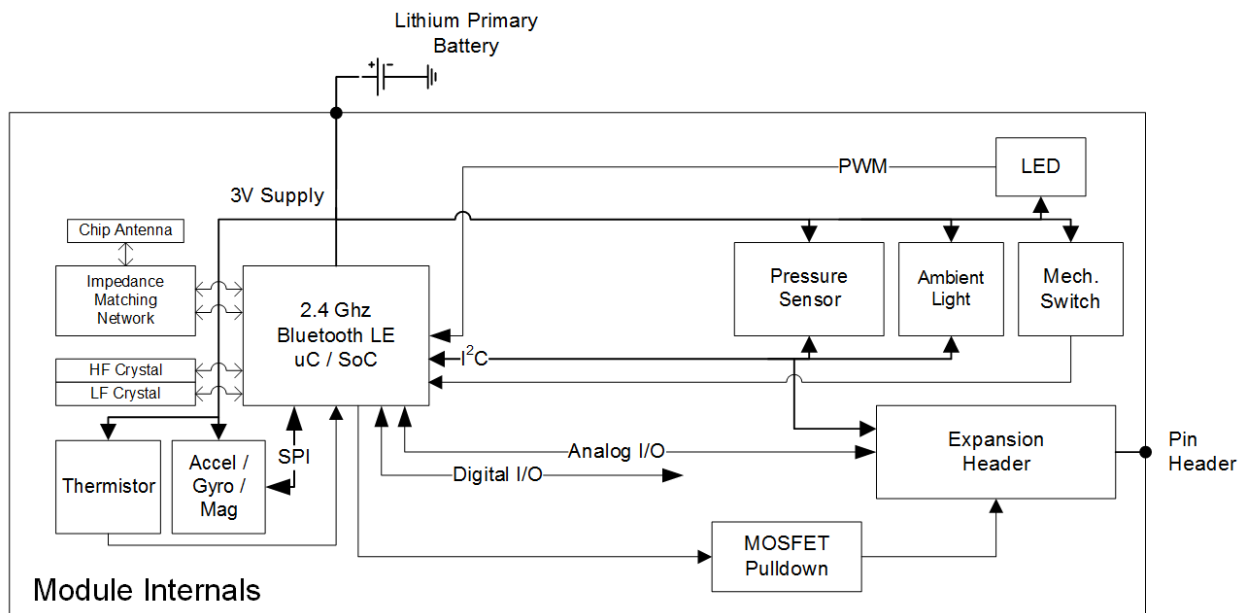 Lithium Primary
Battery
PWM
LED
3V Supply
Chip Antenna
Impedance
Matching
Network
2.4 Ghz
Bluetooth LE
uC / SoC
Pressure
Sensor
Ambient
Light
Mech.
Switch
I²C
HF Crystal
LF Crystal
Thermistor
Accel /
Gyro /
Mag
SPI
Analog I/O
Digital I/O
Expansion
Header
Pin
Header
MOSFET
Pulldown
Module Internals